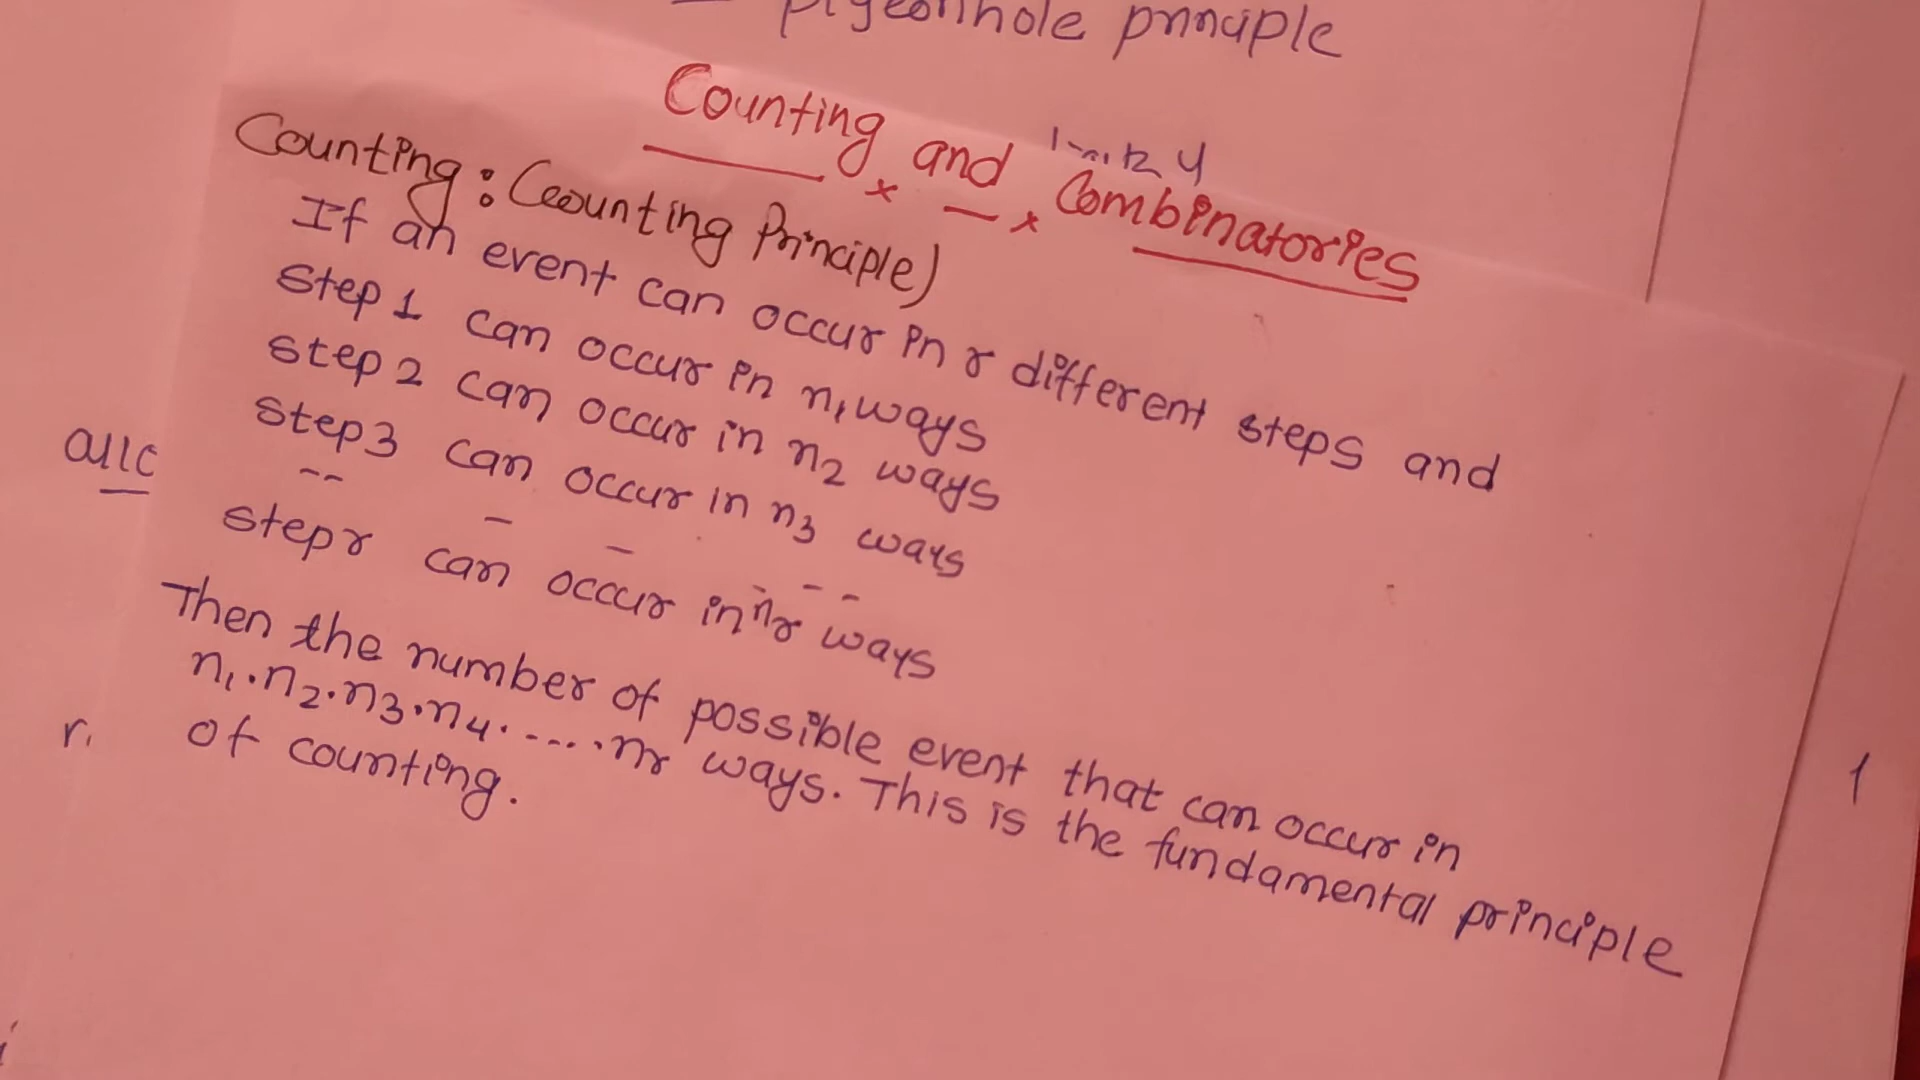 pigeonhole principle
Counting and Combinatories
Counting: (Counting Principle)
If an event can occur in r different steps and
step 1 can occur in n₁ ways
step 2 can occur in n₂ ways
step 3 can occur in n₃ ways
-- - - - - -
step r can occur in nᵣ ways
Then the number of possible event that can occur in
n₁.n₂.n₃.n₄. .... .nᵣ ways. This is the fundamental principle
of counting.